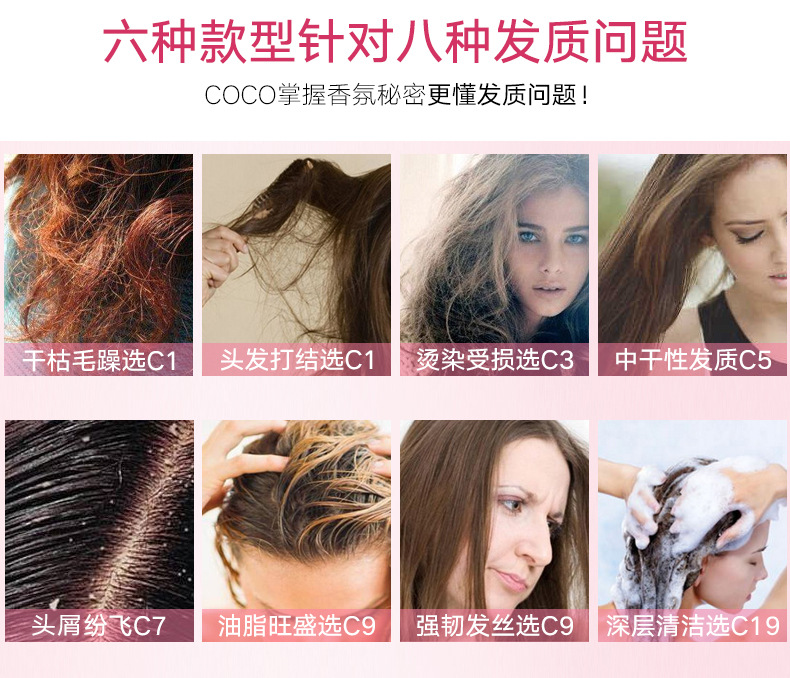 六种款型针对八种发质问题
COCO掌握香氛秘密更懂发质问题!
干枯毛躁选C1
头发打结选C1
烫染受损选C3
中干性发质C5
头屑纷飞C7
油脂旺盛选C9
强韧发丝选C9
深层清洁选C19